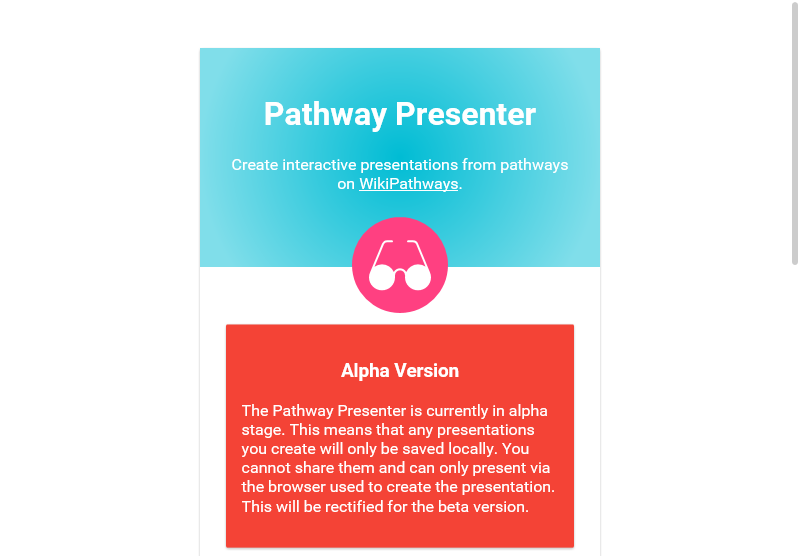 Pathway Presenter
Create interactive presentations from pathways
on WikiPathways.
Alpha Version
The Pathway Presenter is currently in alpha
stage. This means that any presentations
you create will only be saved locally. You
cannot share them and can only present via
the browser used to create the presentation.
This will be rectified for the beta version.